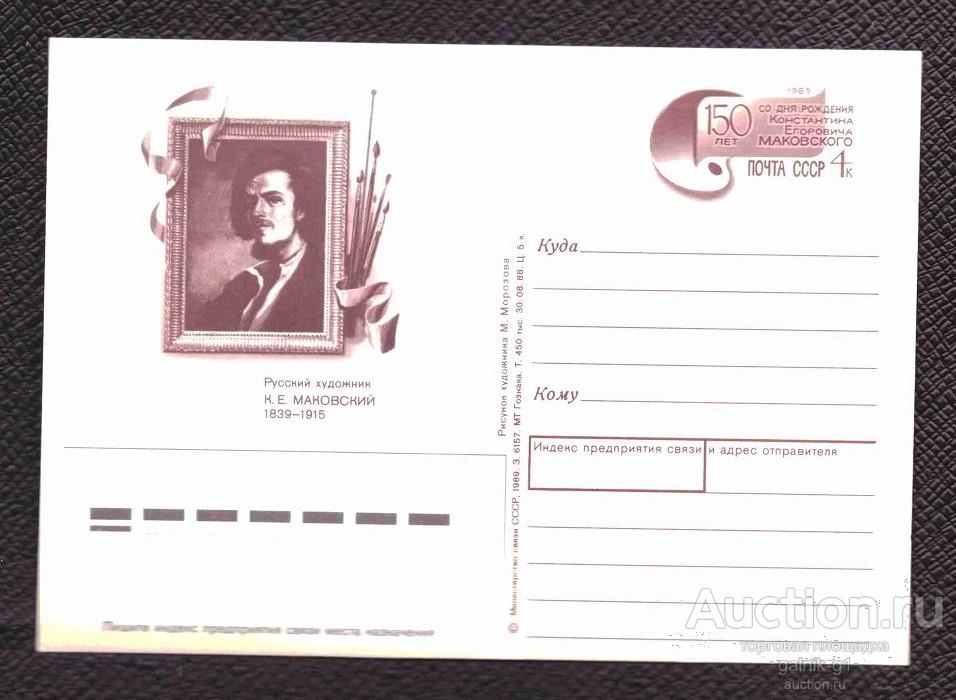 1989
150 ЛЕТ
СО ДНЯ РОЖДЕНИЯ
КОНСТАНТИНА
ЕГОРОВИЧА
МАКОВСКОГО
ПОЧТА СССР 4К
Русский художник
К. Е. МАКОВСКИЙ
1839–1915
Куда
Кому
Индекс предприятия связи и адрес отправителя
Рисунок художника М. Морозова
© Министерство связи СССР, 1989. З. 6157. МТ Гознака. Т. 450 тыс. 30.08.88. Ц. 5 к.
Пишите индекс предприятия связи места назначения
Auction.ru
торговая площадка
galnik-g1
auction.ru